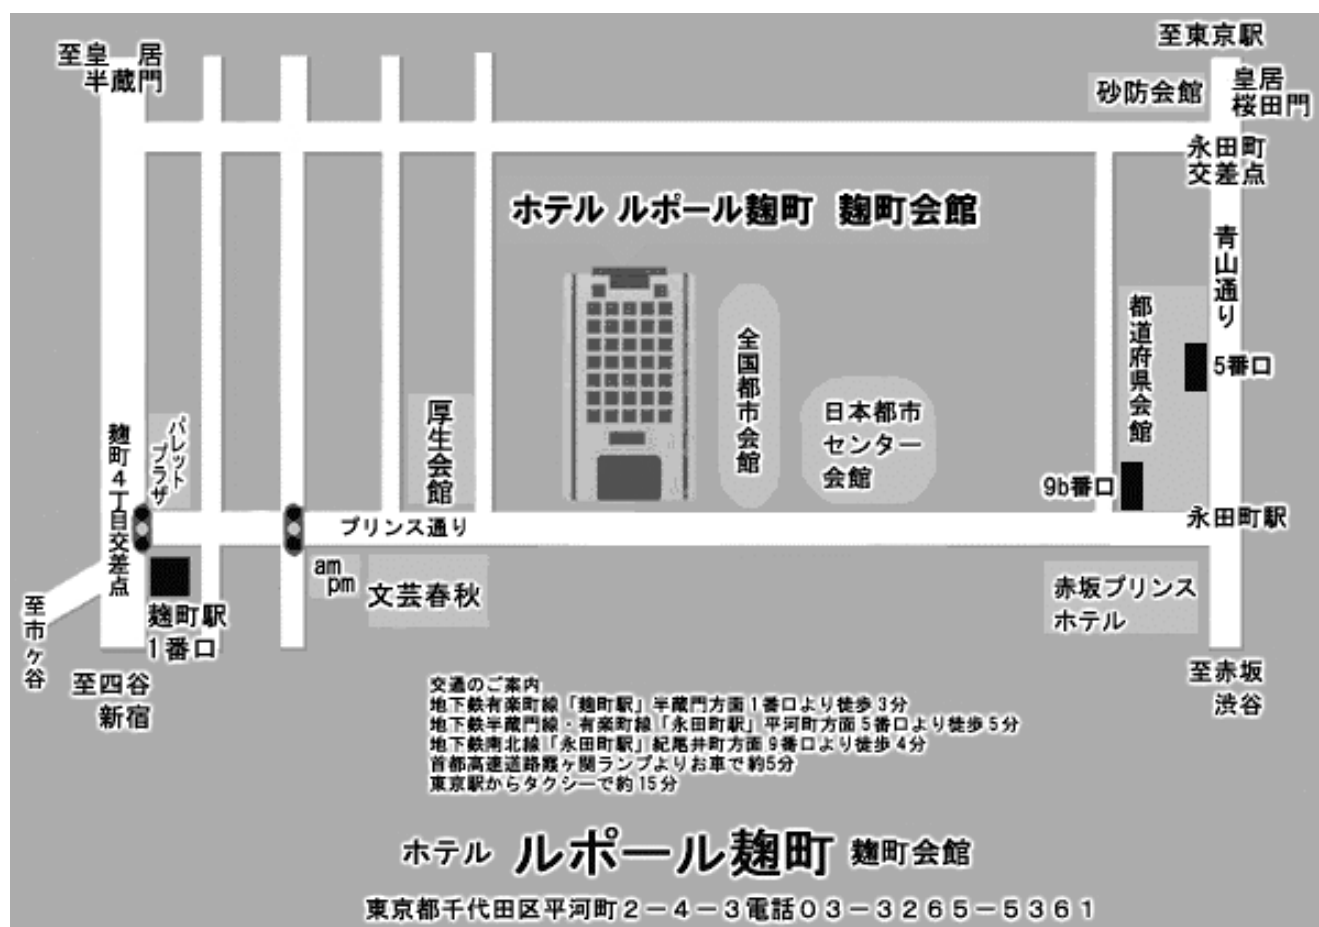 至皇 居
半蔵門
至東京駅
砂防会館
皇居
桜田門
永田町
交差点
ホテル ルポール麹町 麹町会館
青山通り
都道府県会館
5番口
全国都市会館
日本都市
センター
会館
厚生会館
パレット
プラザ
麹町4丁目交差点
9b番口
プリンス通り
永田町駅
am
pm
文芸春秋
赤坂プリンス
ホテル
麹町駅
1番口
至市ヶ谷
至四谷
新宿
至赤坂
渋谷
交通のご案内
地下鉄有楽町線「麹町駅」半蔵門方面1番口より徒歩3分
地下鉄半蔵門線・有楽町線「永田町駅」平河町方面5番口より徒歩5分
地下鉄南北線「永田町駅」紀尾井町方面9番口より徒歩4分
首都高速道路霞ヶ関ランプよりお車で約5分
東京駅からタクシーで約15分
ホテル ルポール麹町 麹町会館
東京都千代田区平河町2-4-3電話03-3265-5361